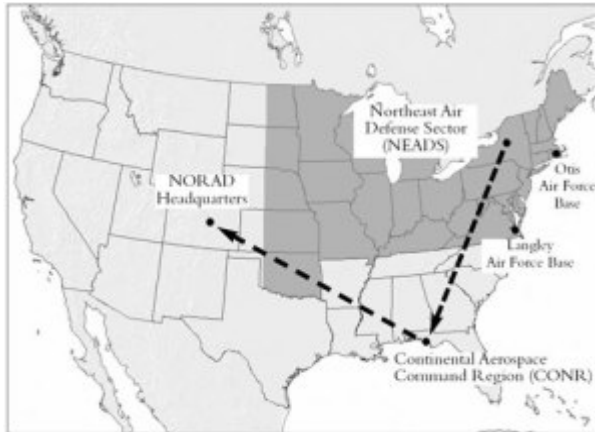 Northeast Air
Defense Sector
(NEADS)
NORAD
Headquarters
Otis
Air Force
Base
Langley
Air Force Base
Continental Aerospace
Command Region (CONR)